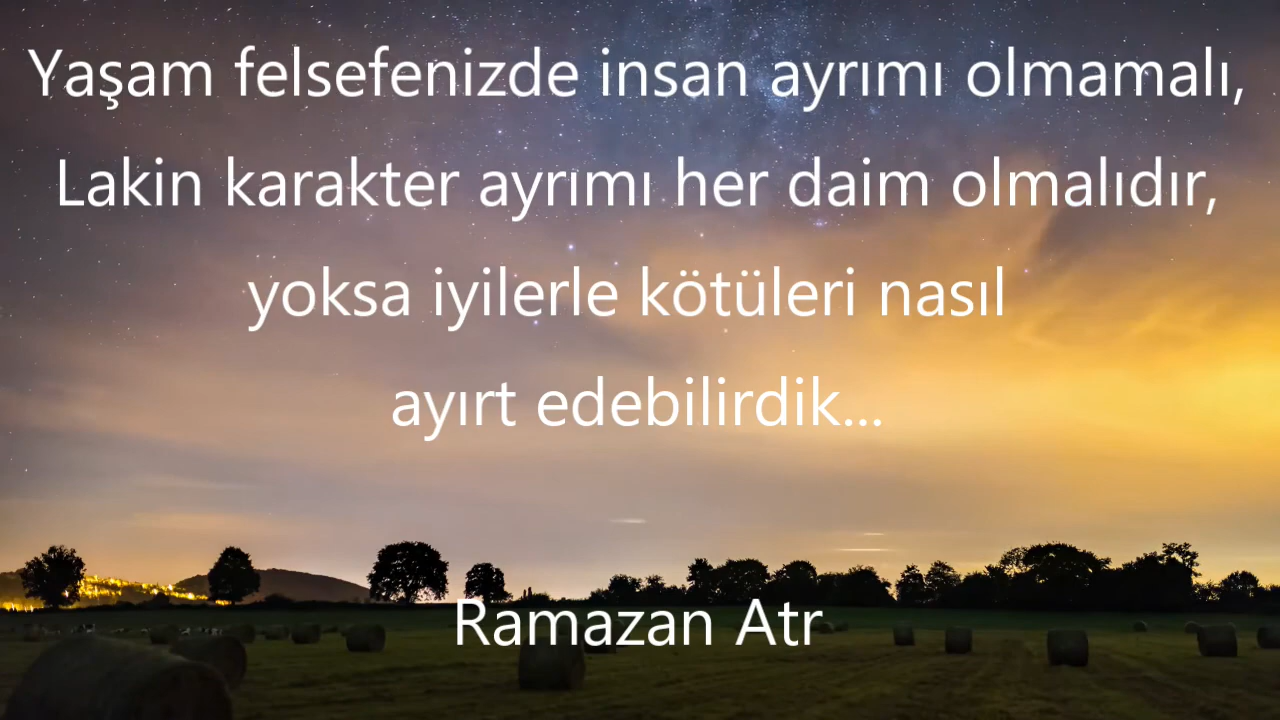 Yaşam felsefenizde insan ayrımı olmamalı,
Lakin karakter ayrımı her daim olmalıdır,
yoksa iyilerle kötüleri nasıl
ayırt edebilirdik...
Ramazan Atr